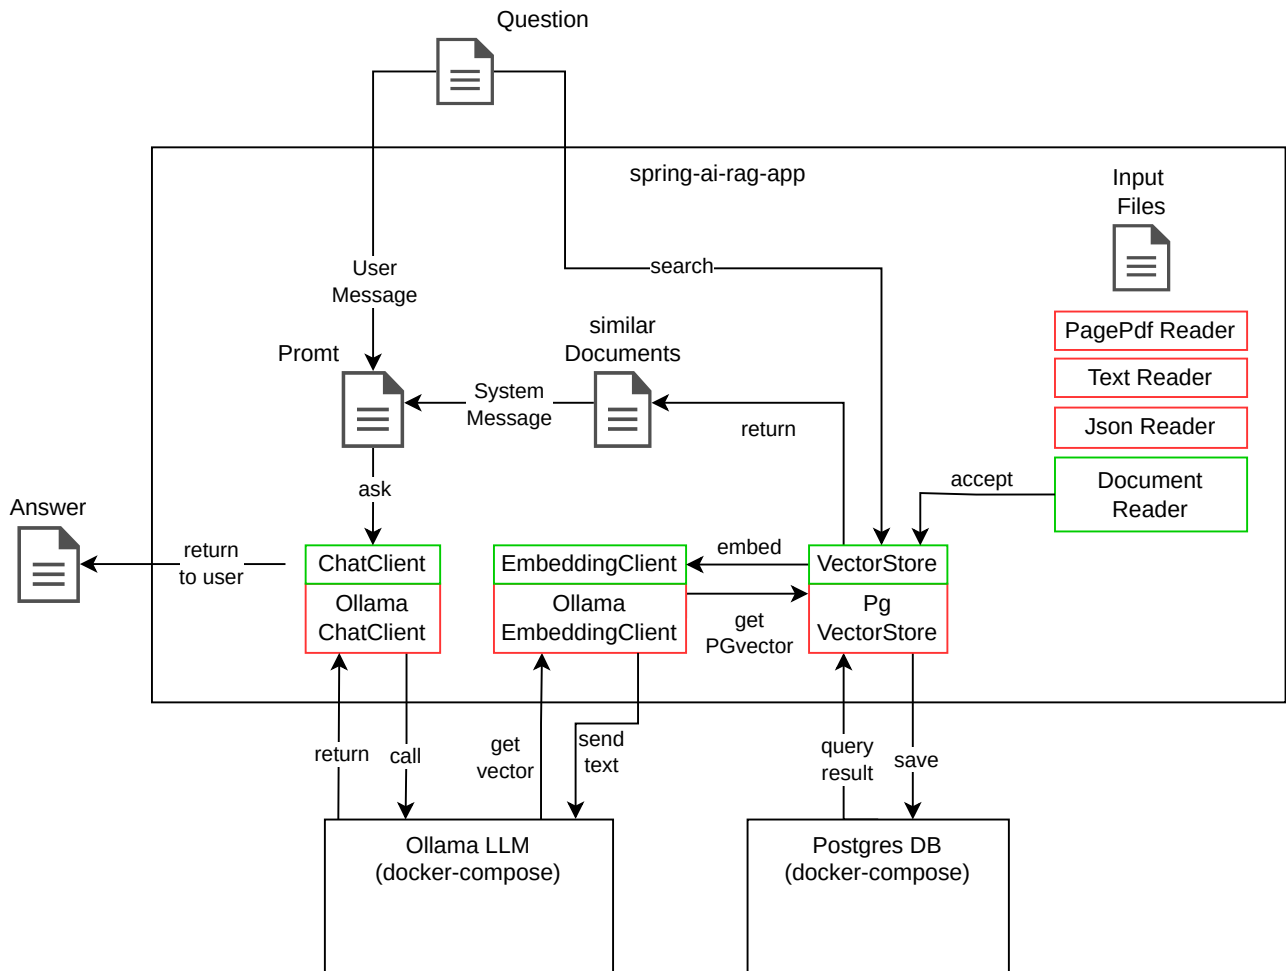 Question
spring-ai-rag-app
Input
Files
User
Message
search
PagePdf Reader
similar
Documents
Promt
Text Reader
System
Message
Json Reader
return
ask
accept
Document
Reader
Answer
return
to user
ChatClient
Ollama
ChatClient
EmbeddingClient
Ollama
EmbeddingClient
embed
get
PGvector
VectorStore
Pg
VectorStore
return
call
get
vector
send
text
query
result
save
Ollama LLM
(docker-compose)
Postgres DB
(docker-compose)